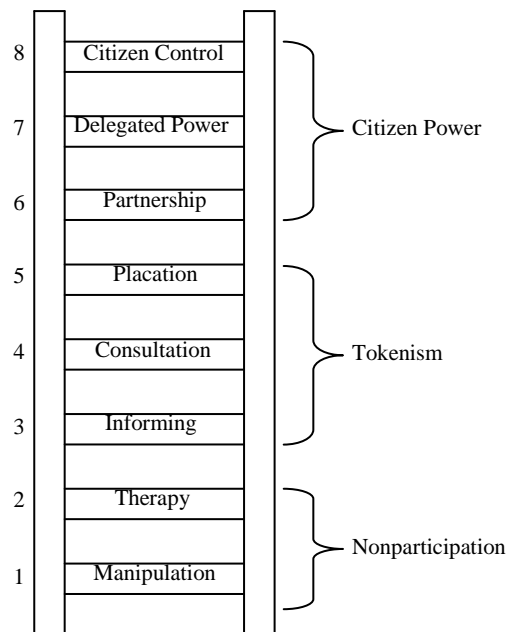 8 Citizen Control
7 Delegated Power Citizen Power
6 Partnership
5 Placation
4 Consultation Tokenism
3 Informing
2 Therapy
Nonparticipation
1 Manipulation